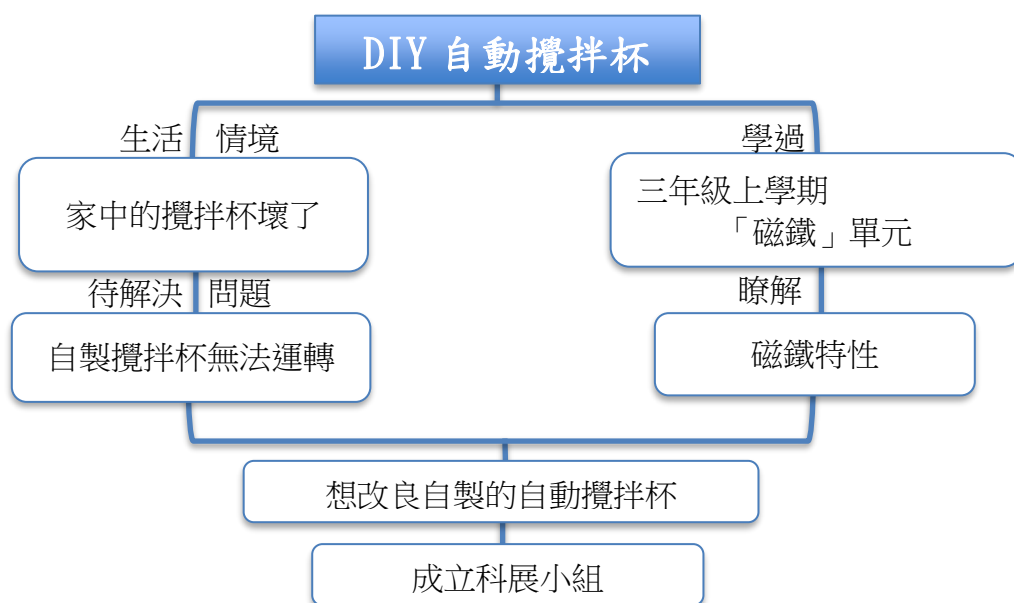 DIY 自動攪拌杯
生活 情境
家中的攪拌杯壞了
待解決 問題
自製攪拌杯無法運轉
學過
三年級上學期
「磁鐵」單元
瞭解
磁鐵特性
想改良自製的自動攪拌杯
成立科展小組